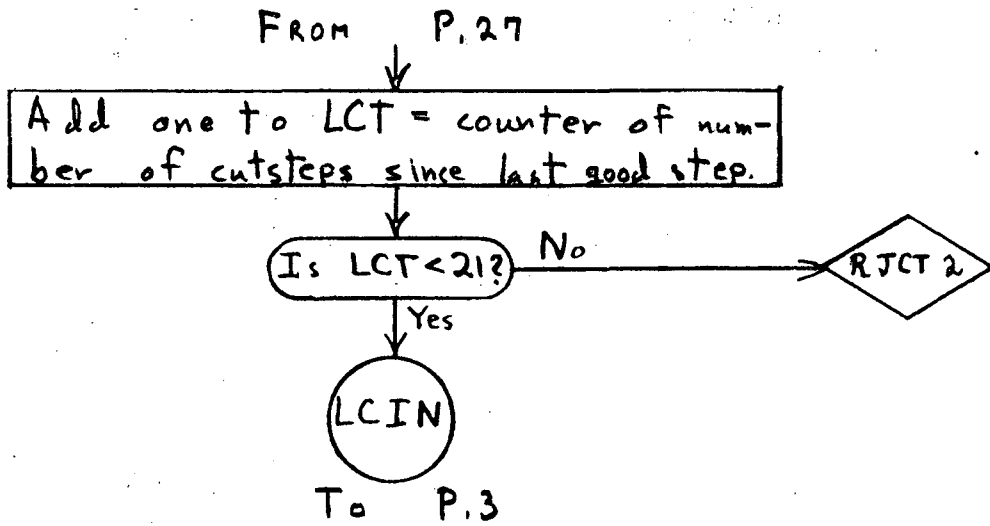 FROM P.27
Add one to LCT = counter of num-
ber of cutsteps since last good step.
Is LCT<21?
No
RJCT 2
Yes
LCIN
To P.3